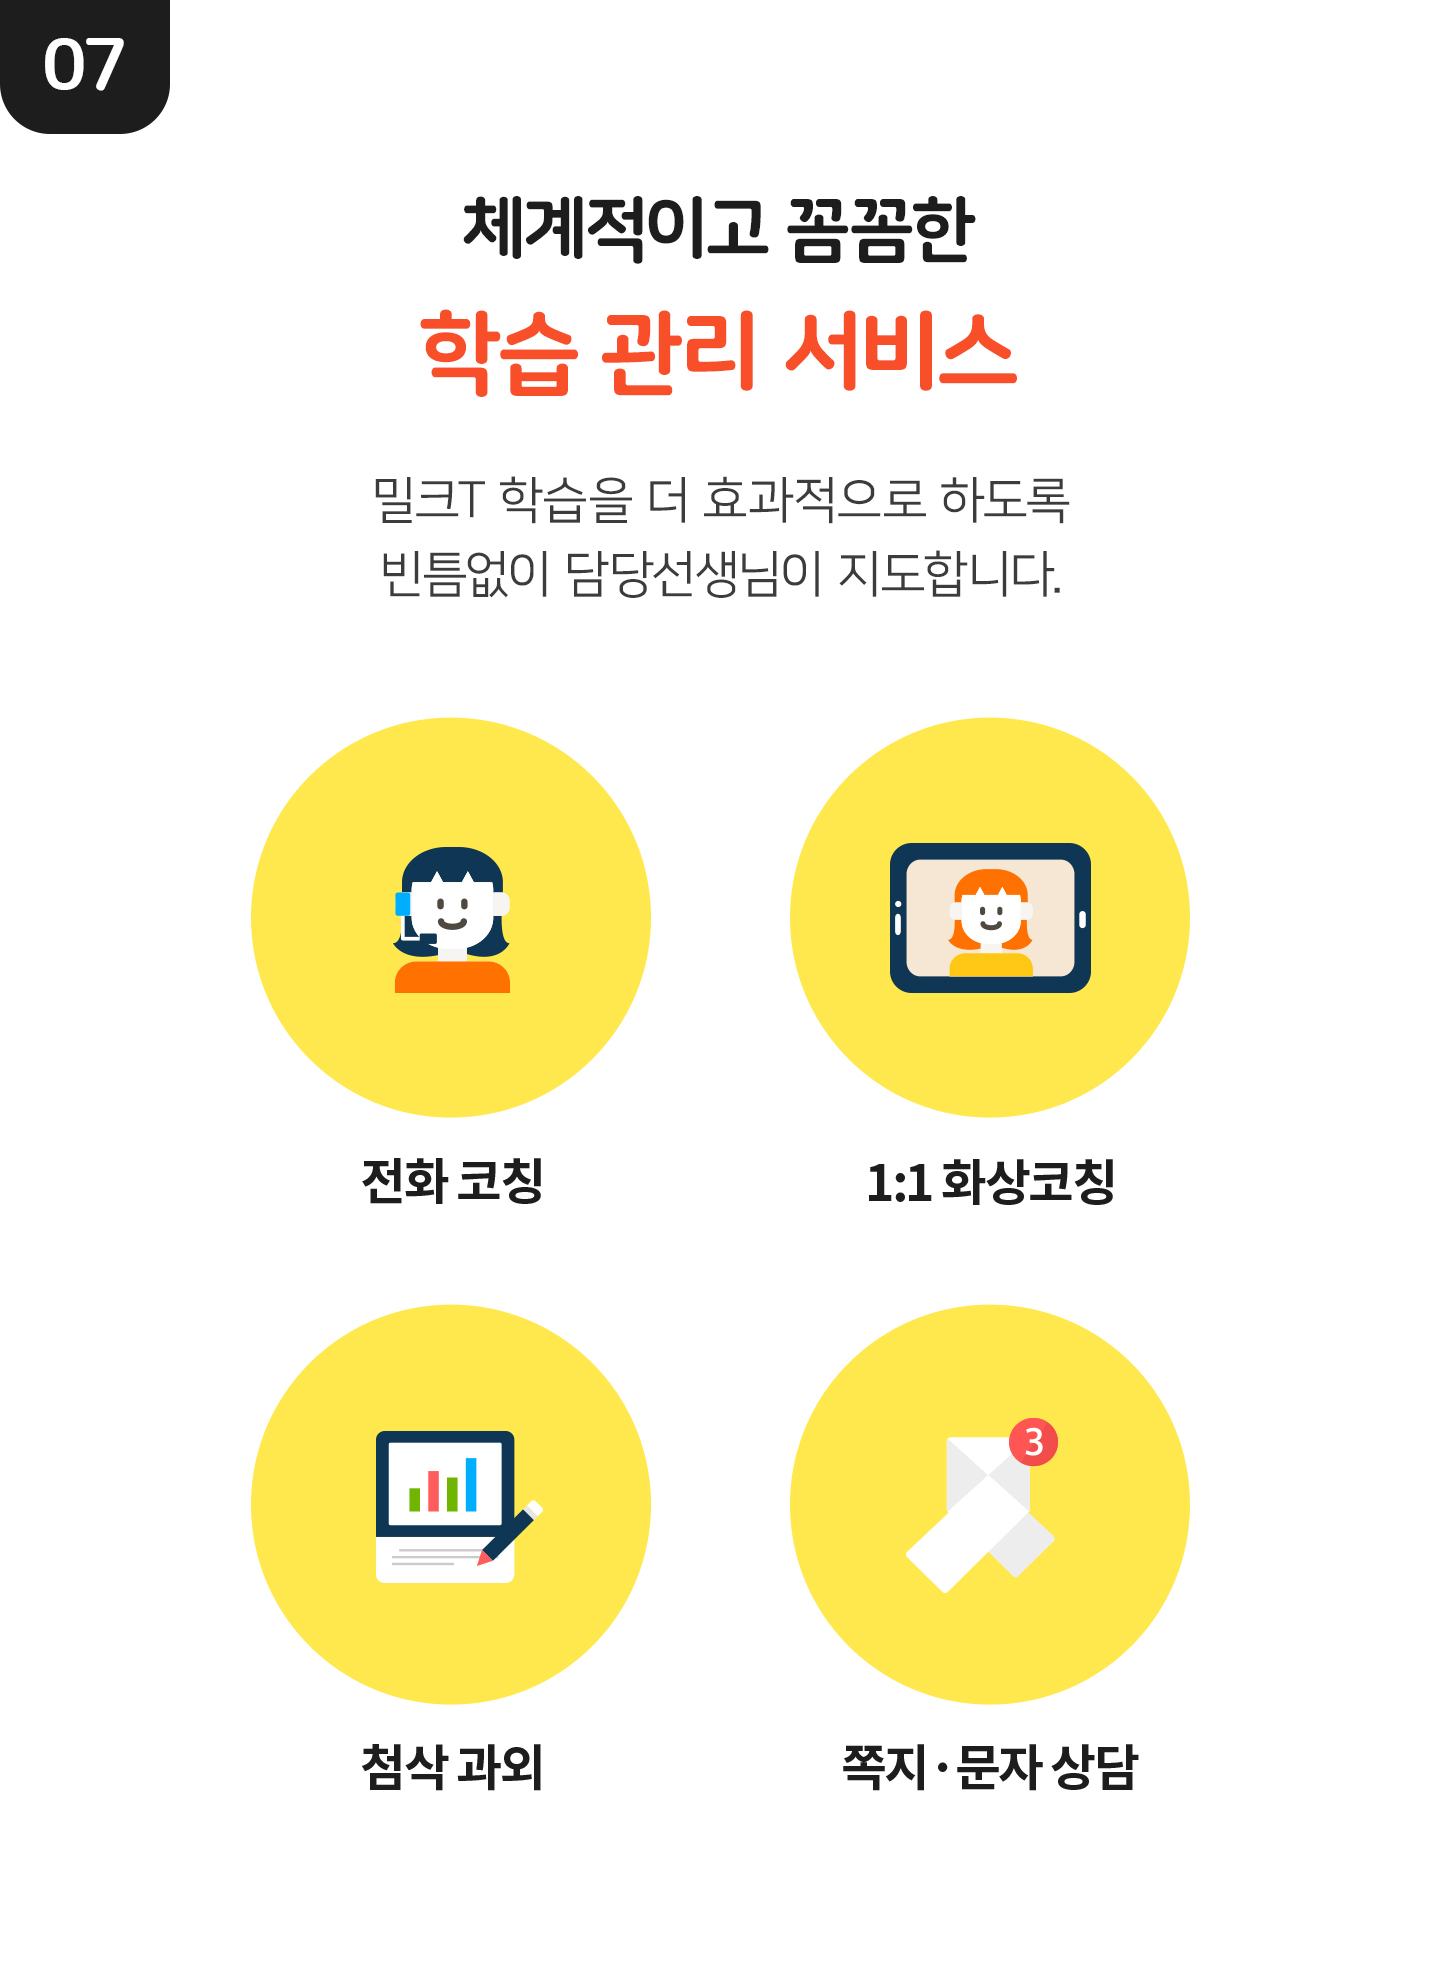 07
체계적이고 꼼꼼한
학습 관리 서비스
밀크T 학습을 더 효과적으로 하도록
빈틈없이 담당선생님이 지도합니다.
전화 코칭
1:1 화상코칭
3
첨삭 과외
쪽지·문자 상담